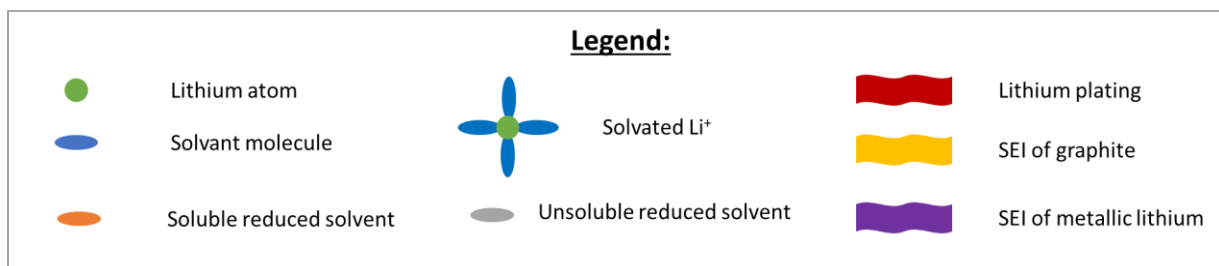 Legend:
Lithium atom
Solvant molecule
Soluble reduced solvent
Solvated Li⁺
Unsoluble reduced solvent
Lithium plating
SEI of graphite
SEI of metallic lithium